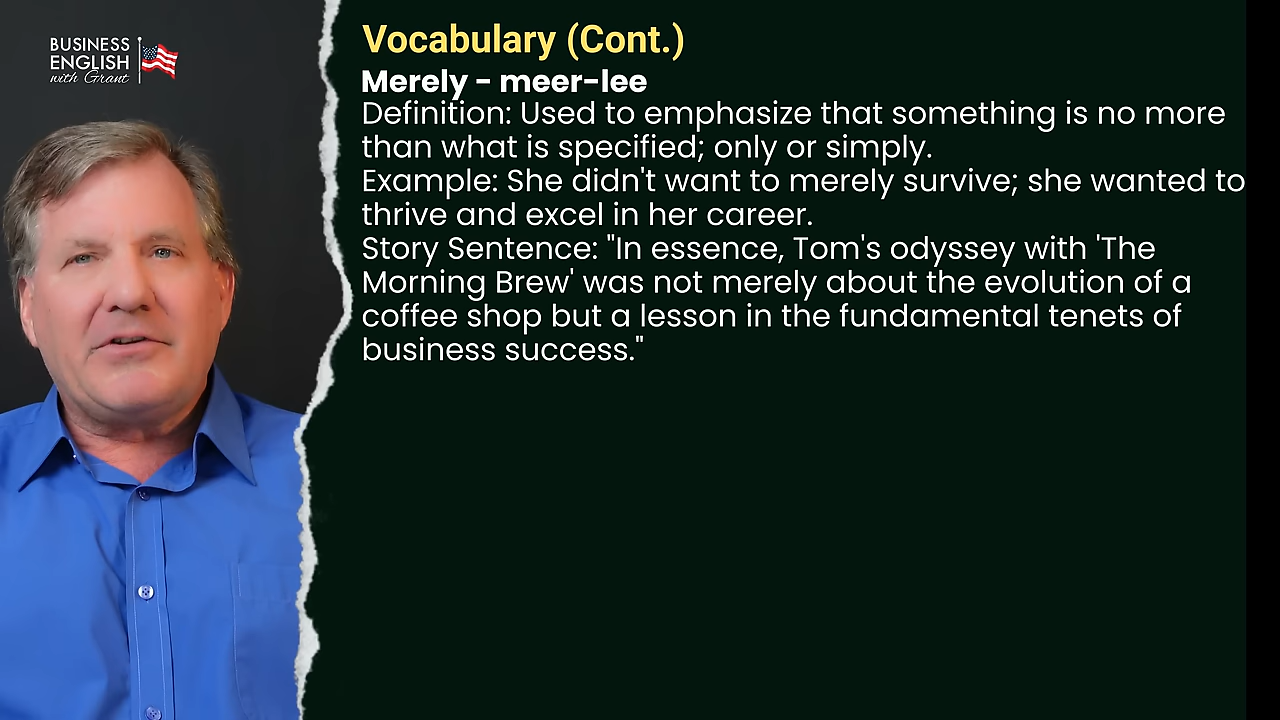 BUSINESS
ENGLISH
with Grant
Vocabulary (Cont.)
Merely - meer-lee
Definition: Used to emphasize that something is no more
than what is specified; only or simply.
Example: She didn't want to merely survive; she wanted to
thrive and excel in her career.
Story Sentence: "In essence, Tom's odyssey with 'The
Morning Brew' was not merely about the evolution of a
coffee shop but a lesson in the fundamental tenets of
business success."